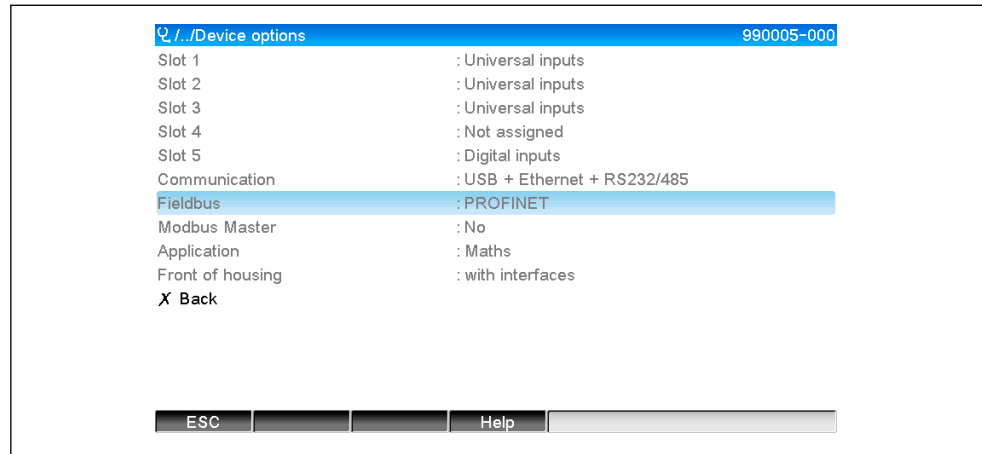 /../Device options 990005-000
Slot 1 : Universal inputs
Slot 2 : Universal inputs
Slot 3 : Universal inputs
Slot 4 : Not assigned
Slot 5 : Digital inputs
Communication : USB + Ethernet + RS232/485
Fieldbus : PROFINET
Modbus Master : No
Application : Maths
Front of housing : with interfaces
X Back
ESC Help